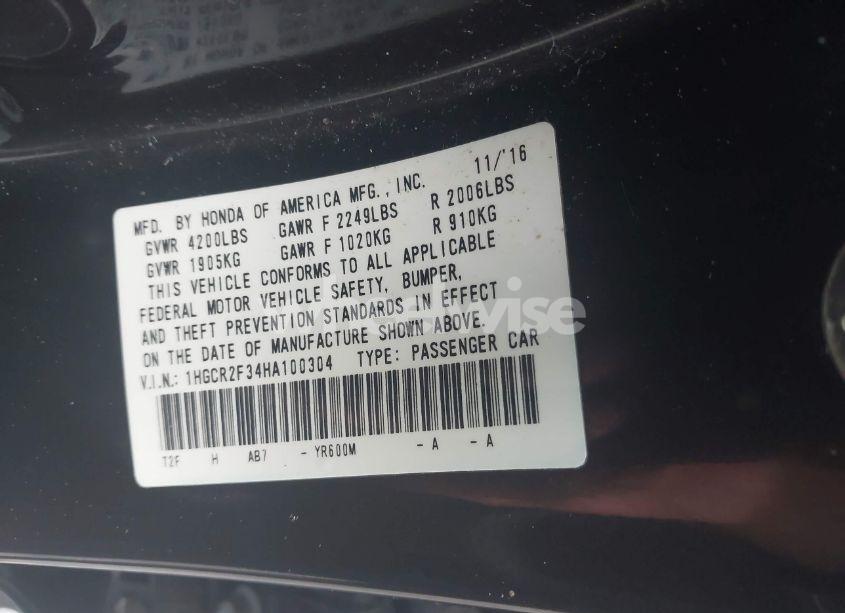 MFD. BY HONDA OF AMERICA MFG., INC. 11/'16
GVWR 4200LBS GAWR F 2249LBS R 2006LBS
GVWR 1905KG GAWR F 1020KG R 910KG
THIS VEHICLE CONFORMS TO ALL APPLICABLE
FEDERAL MOTOR VEHICLE SAFETY, BUMPER,
AND THEFT PREVENTION STANDARDS IN EFFECT
ON THE DATE OF MANUFACTURE SHOWN ABOVE.
V.I.N.: 1HGCR2F34HA100304 TYPE: PASSENGER CAR
T2F H AB7 - YR600M - A - A